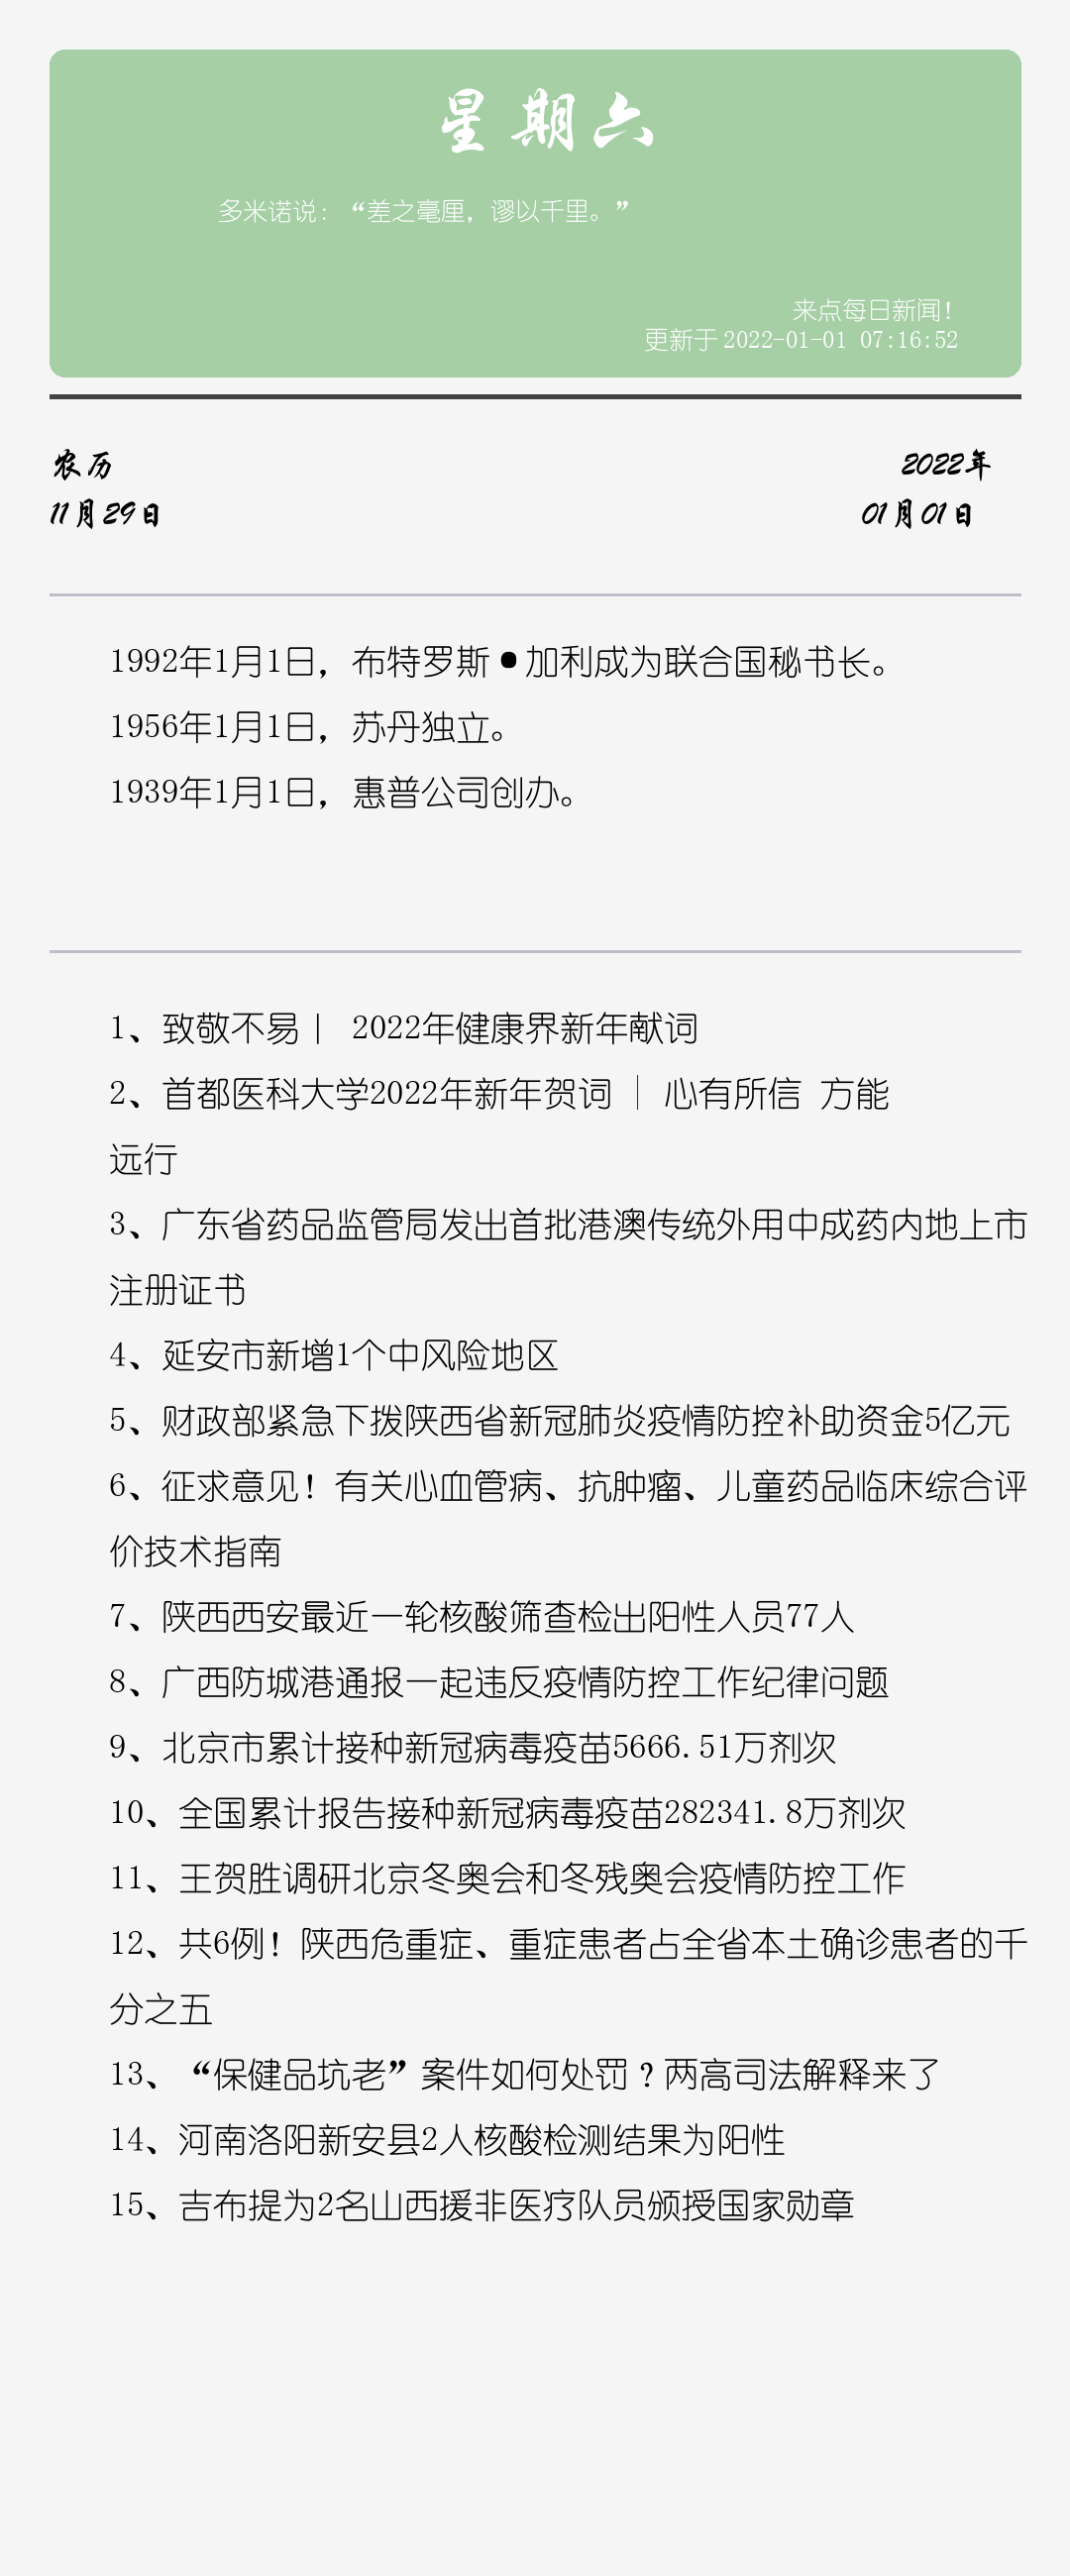 星期六
多米诺说：“差之毫厘，谬以千里。”
来点每日新闻！
更新于 2022-01-01 07:16:52
农历
2022年
11月29日
01月01日
1992年1月1日，布特罗斯•加利成为联合国秘书长。
1956年1月1日，苏丹独立。
1939年1月1日，惠普公司创办。
1、致敬不易丨 2022年健康界新年献词
2、首都医科大学2022年新年贺词 | 心有所信 方能
远行
3、广东省药品监管局发出首批港澳传统外用中成药内地上市
注册证书
4、延安市新增1个中风险地区
5、财政部紧急下拨陕西省新冠肺炎疫情防控补助资金5亿元
6、征求意见！有关心血管病、抗肿瘤、儿童药品临床综合评
价技术指南
7、陕西西安最近一轮核酸筛查检出阳性人员77人
8、广西防城港通报一起违反疫情防控工作纪律问题
9、北京市累计接种新冠病毒疫苗5666.51万剂次
10、全国累计报告接种新冠病毒疫苗282341.8万剂次
11、王贺胜调研北京冬奥会和冬残奥会疫情防控工作
12、共6例！陕西危重症、重症患者占全省本土确诊患者的千
分之五
13、“保健品坑老”案件如何处罚？两高司法解释来了
14、河南洛阳新安县2人核酸检测结果为阳性
15、吉布提为2名山西援非医疗队员颁授国家勋章